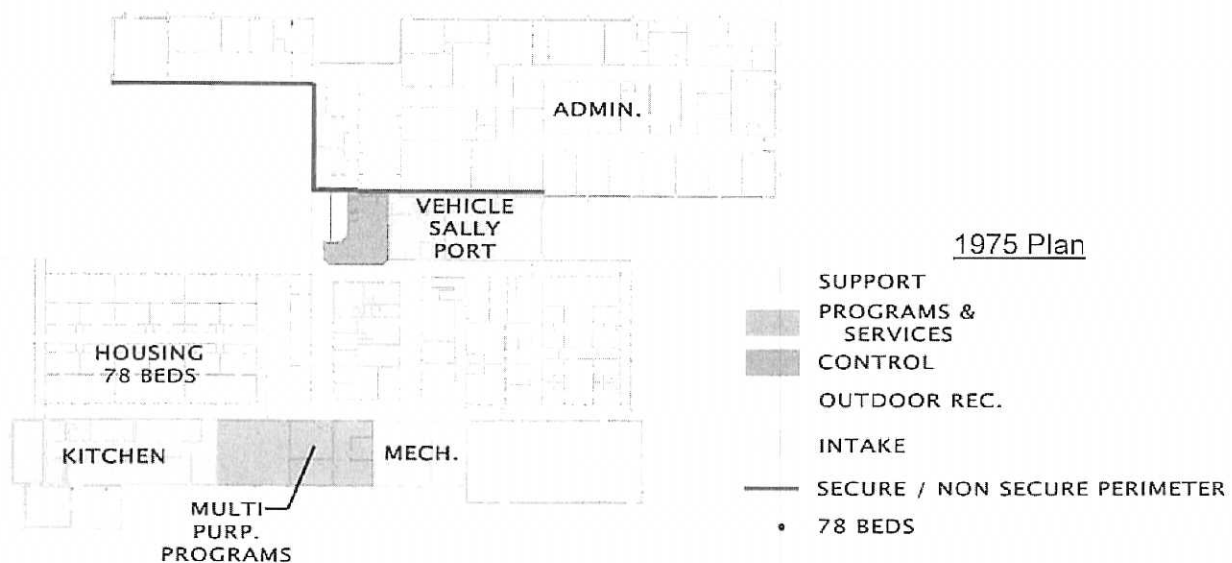 ADMIN.
VEHICLE
SALLY
PORT
HOUSING
78 BEDS
KITCHEN
MECH.
MULTI
PURP.
PROGRAMS
1975 Plan
SUPPORT
PROGRAMS &
SERVICES
CONTROL
OUTDOOR REC.
INTAKE
SECURE / NON SECURE PERIMETER
• 78 BEDS